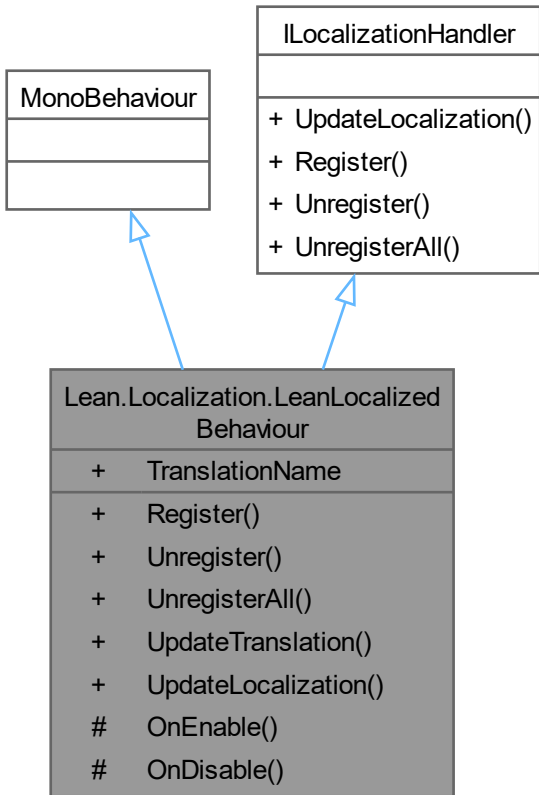 ILocalizationHandler
+ UpdateLocalization()
+ Register()
+ Unregister()
+ UnregisterAll()
MonoBehaviour
Lean.Localization.LeanLocalized
Behaviour
+ TranslationName
+ Register()
+ Unregister()
+ UnregisterAll()
+ UpdateTranslation()
+ UpdateLocalization()
# OnEnable()
# OnDisable()